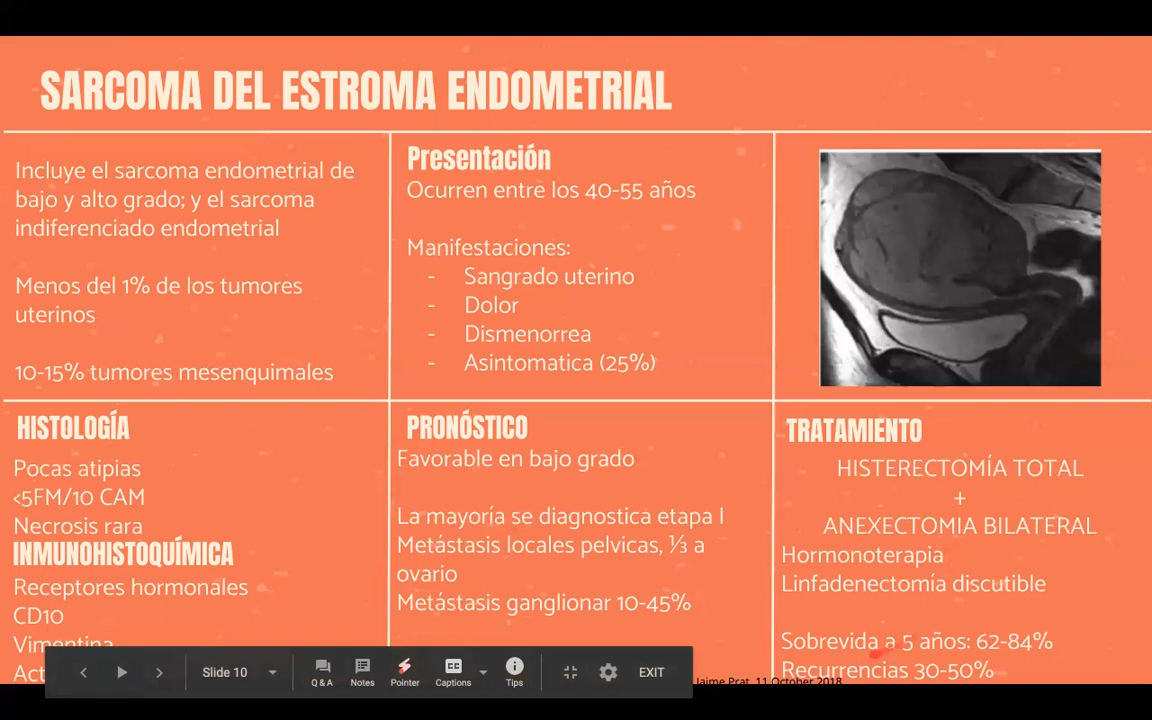 SARCOMA DEL ESTROMA ENDOMETRIAL
Incluye el sarcoma endometrial de
bajo y alto grado; y el sarcoma
indiferenciado endometrial
Menos del 1% de los tumores
uterinos
10-15% tumores mesenquimales
Presentación
Ocurren entre los 40-55 años
Manifestaciones:
- Sangrado uterino
- Dolor
- Dismenorrea
- Asintomatica (25%)
HISTOLOGÍA
Pocas atipias
<5FM/10 CAM
Necrosis rara
INMUNOHISTOQUÍMICA
Receptores hormonales
CD10
Vimentina
PRONÓSTICO
Favorable en bajo grado
La mayoría se diagnostica etapa I
Metástasis locales pelvicas, ⅓ a
ovario
Metástasis ganglionar 10-45%
TRATAMIENTO
HISTERECTOMÍA TOTAL
+
ANEXECTOMIA BILATERAL
Hormonoterapia
Linfadenectomía discutible
Sobrevida a 5 años: 62-84%
Recurrencias 30-50%
Jaime Prat, 11 October 2018
Slide 10
Q & A
Notes
Pointer
CC
Captions
Tips
EXIT